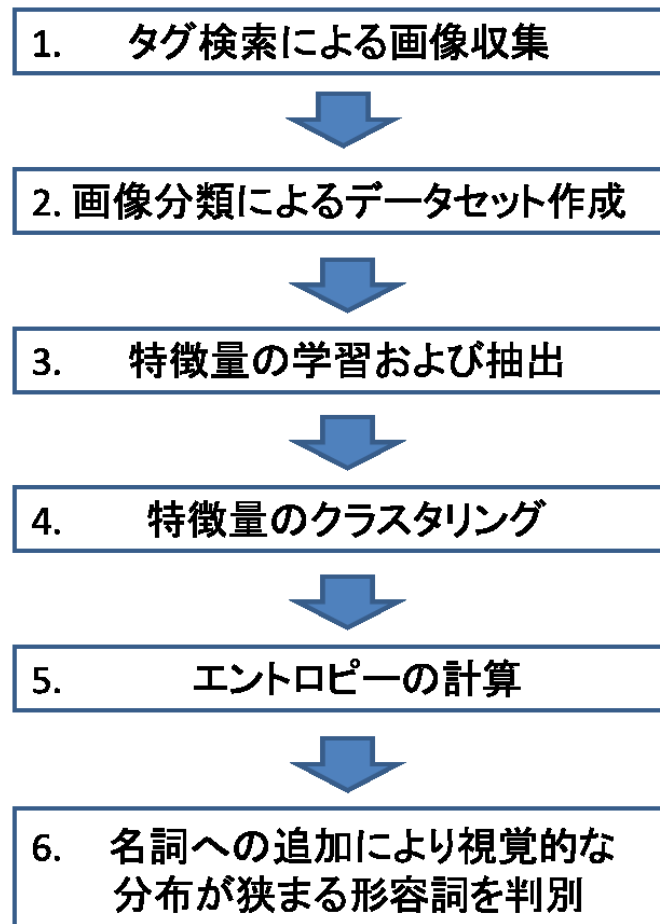 1. タグ検索による画像収集
2. 画像分類によるデータセット作成
3. 特徴量の学習および抽出
4. 特徴量のクラスタリング
5. エントロピーの計算
6. 名詞への追加により視覚的な
分布が狭まる形容詞を判別